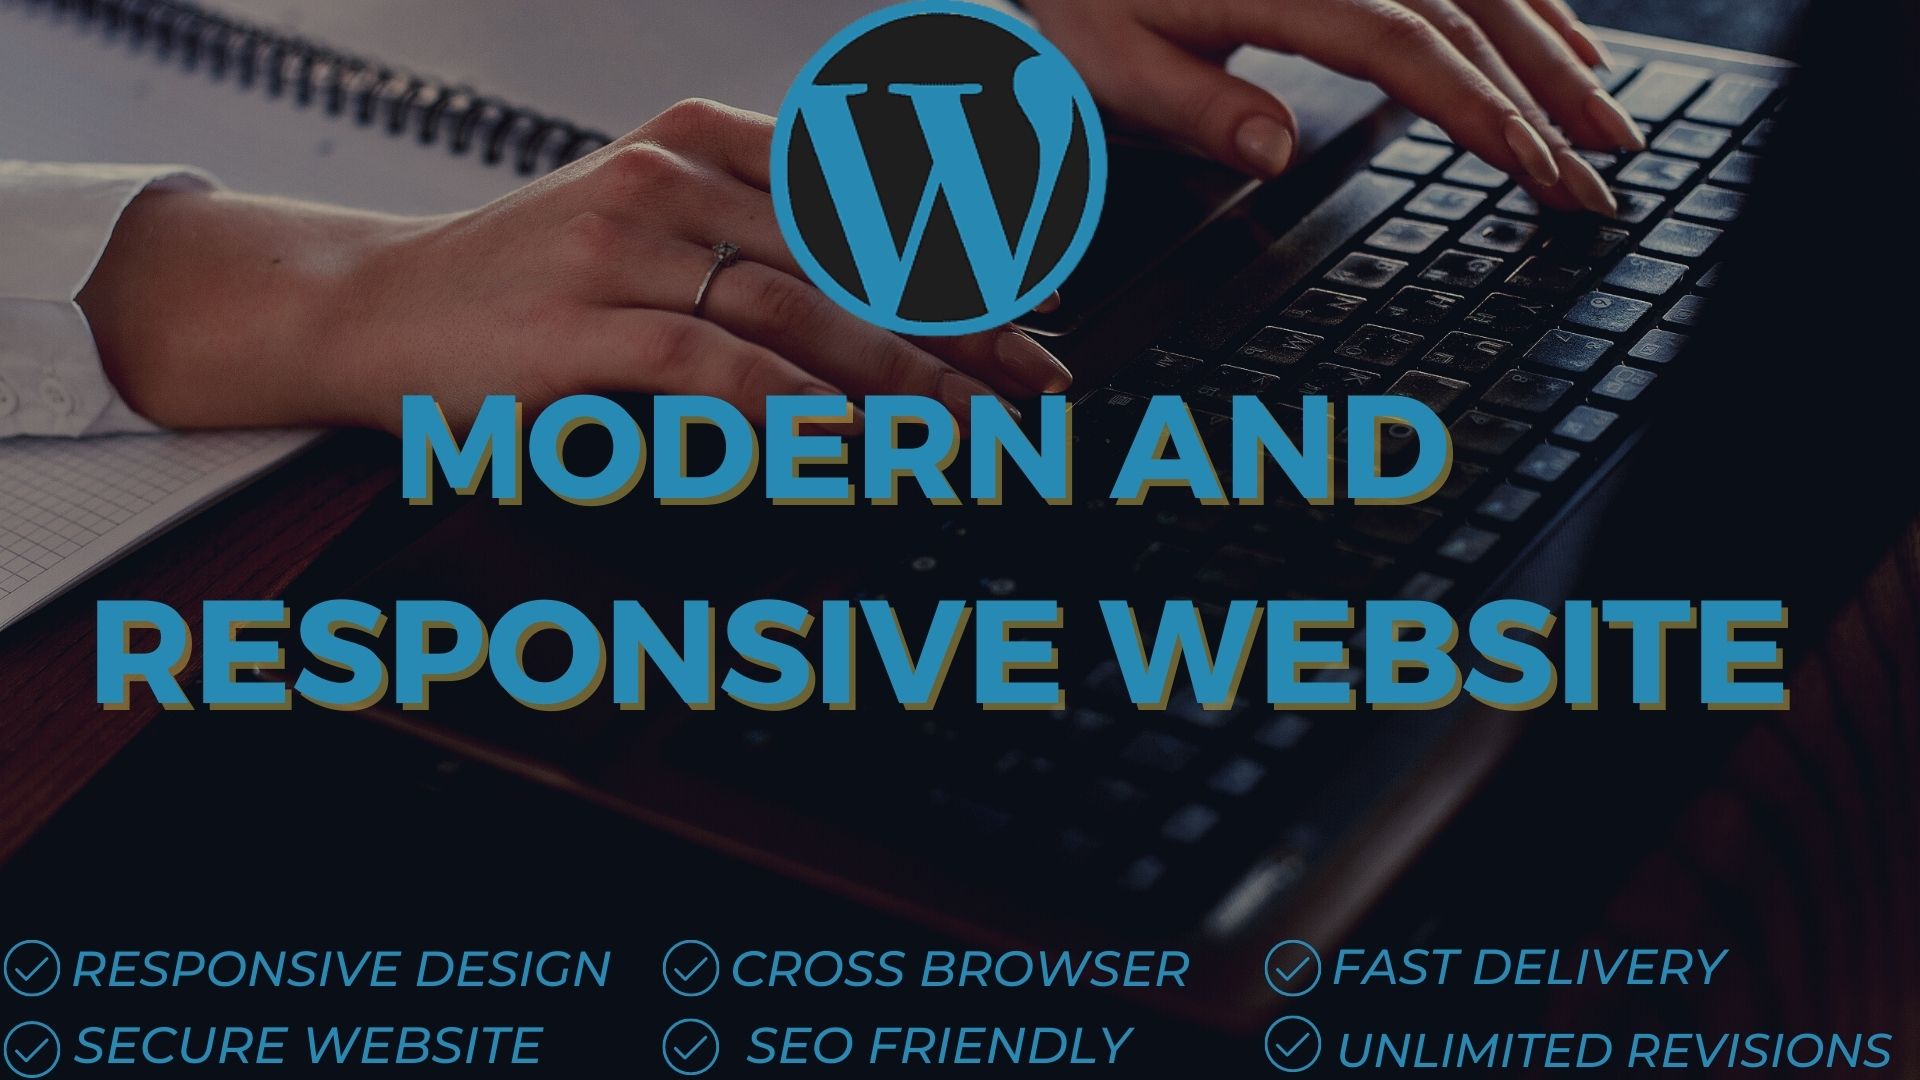 W
MODERN AND
RESPONSIVE WEBSITE
RESPONSIVE DESIGN
CROSS BROWSER
FAST DELIVERY
SECURE WEBSITE
SEO FRIENDLY
UNLIMITED REVISIONS